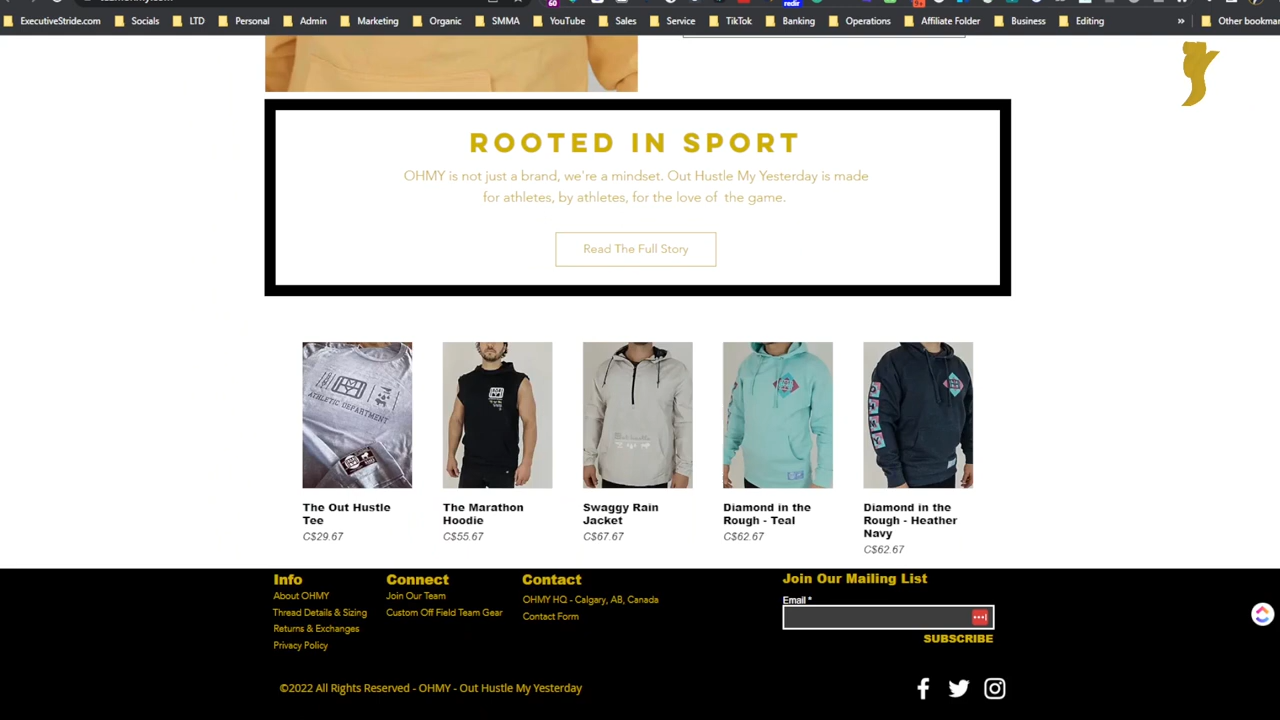 60
redir
9+
ExecutiveStride.com Socials LTD Personal Admin Marketing Organic SMMA YouTube Sales Service TikTok Banking Operations Affiliate Folder Business Editing » Other bookmar
ROOTED IN SPORT
OHMY is not just a brand, we're a mindset. Out Hustle My Yesterday is made
for athletes, by athletes, for the love of the game.
Read The Full Story
ATHLETIC DEPARTMENT
The Out Hustle
Tee
C$29.67
The Marathon
Hoodie
C$55.67
Swaggy Rain
Jacket
C$67.67
Diamond in the
Rough - Teal
C$62.67
Diamond in the
Rough - Heather
Navy
C$62.67
Info
About OHMY
Thread Details & Sizing
Returns & Exchanges
Privacy Policy
Connect
Join Our Team
Custom Off Field Team Gear
Contact
OHMY HQ - Calgary, AB, Canada
Contact Form
Join Our Mailing List
Email *
SUBSCRIBE
©2022 All Rights Reserved - OHMY - Out Hustle My Yesterday